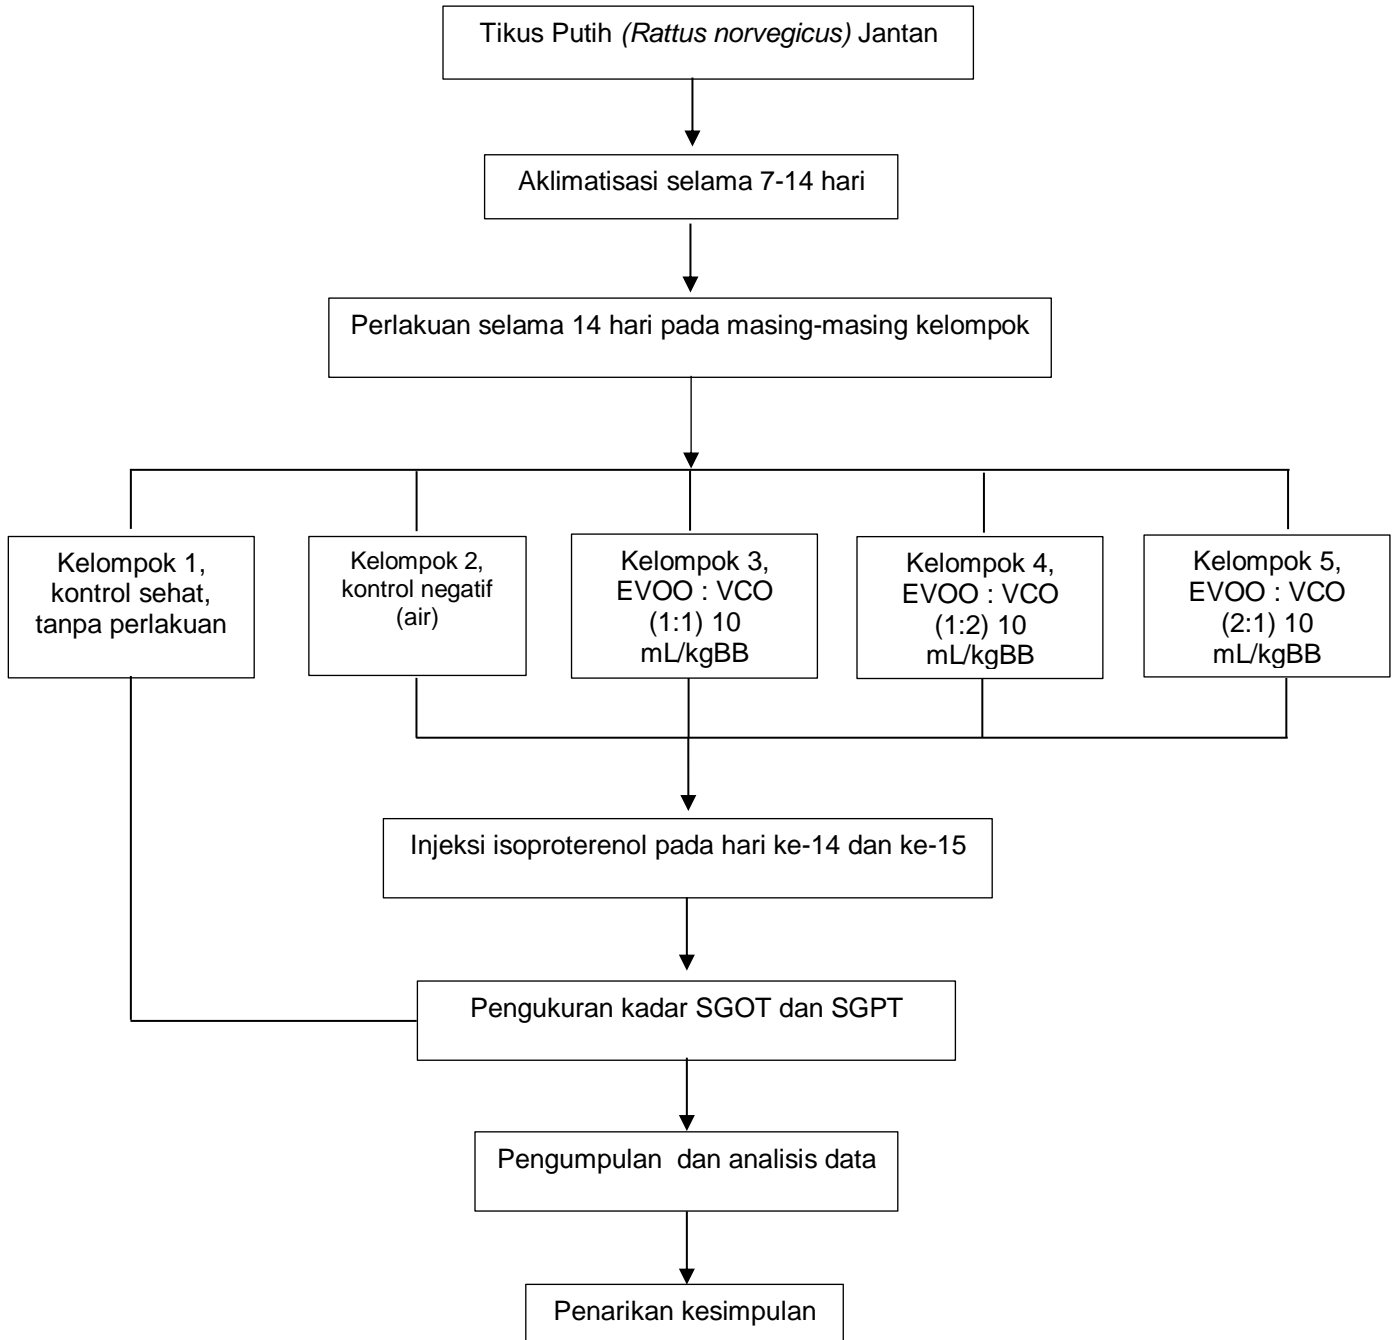 Tikus Putih (Rattus norvegicus) Jantan
Aklimatisasi selama 7-14 hari
Perlakuan selama 14 hari pada masing-masing kelompok
Kelompok 1,
kontrol sehat,
tanpa perlakuan
Kelompok 2,
kontrol negatif
(air)
Kelompok 3,
EVOO : VCO
(1:1) 10
mL/kgBB
Kelompok 4,
EVOO : VCO
(1:2) 10
mL/kgBB
Kelompok 5,
EVOO : VCO
(2:1) 10
mL/kgBB
Injeksi isoproterenol pada hari ke-14 dan ke-15
Pengukuran kadar SGOT dan SGPT
Pengumpulan  dan analisis data
Penarikan kesimpulan